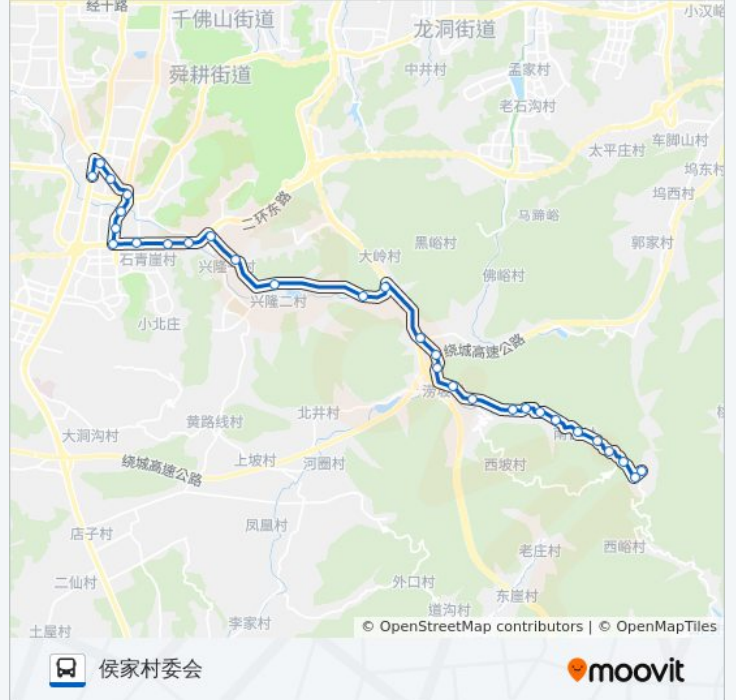 经十路
千佛山街道
龙洞街道
小汉峪
舜耕街道
中井村
孟家村
老石沟村
太平庄村
车脚山村
坞东村
坞西村
二环东路
马蹄峪
郭家村
黑峪村
大岭村
石青崖村
佛峪村
兴隆二村
小北庄
绕城高速公路
北井村
黄路线村
大涧沟村
上坡村
河圈村
西坡村
绕城高速公路
凤凰村
店子村
老庄村
西峪村
二仙村
外口村
东崖村
道沟村
李家村
土屋村
© OpenStreetMap contributors | © OpenMapTiles
侯家村委会
moovit